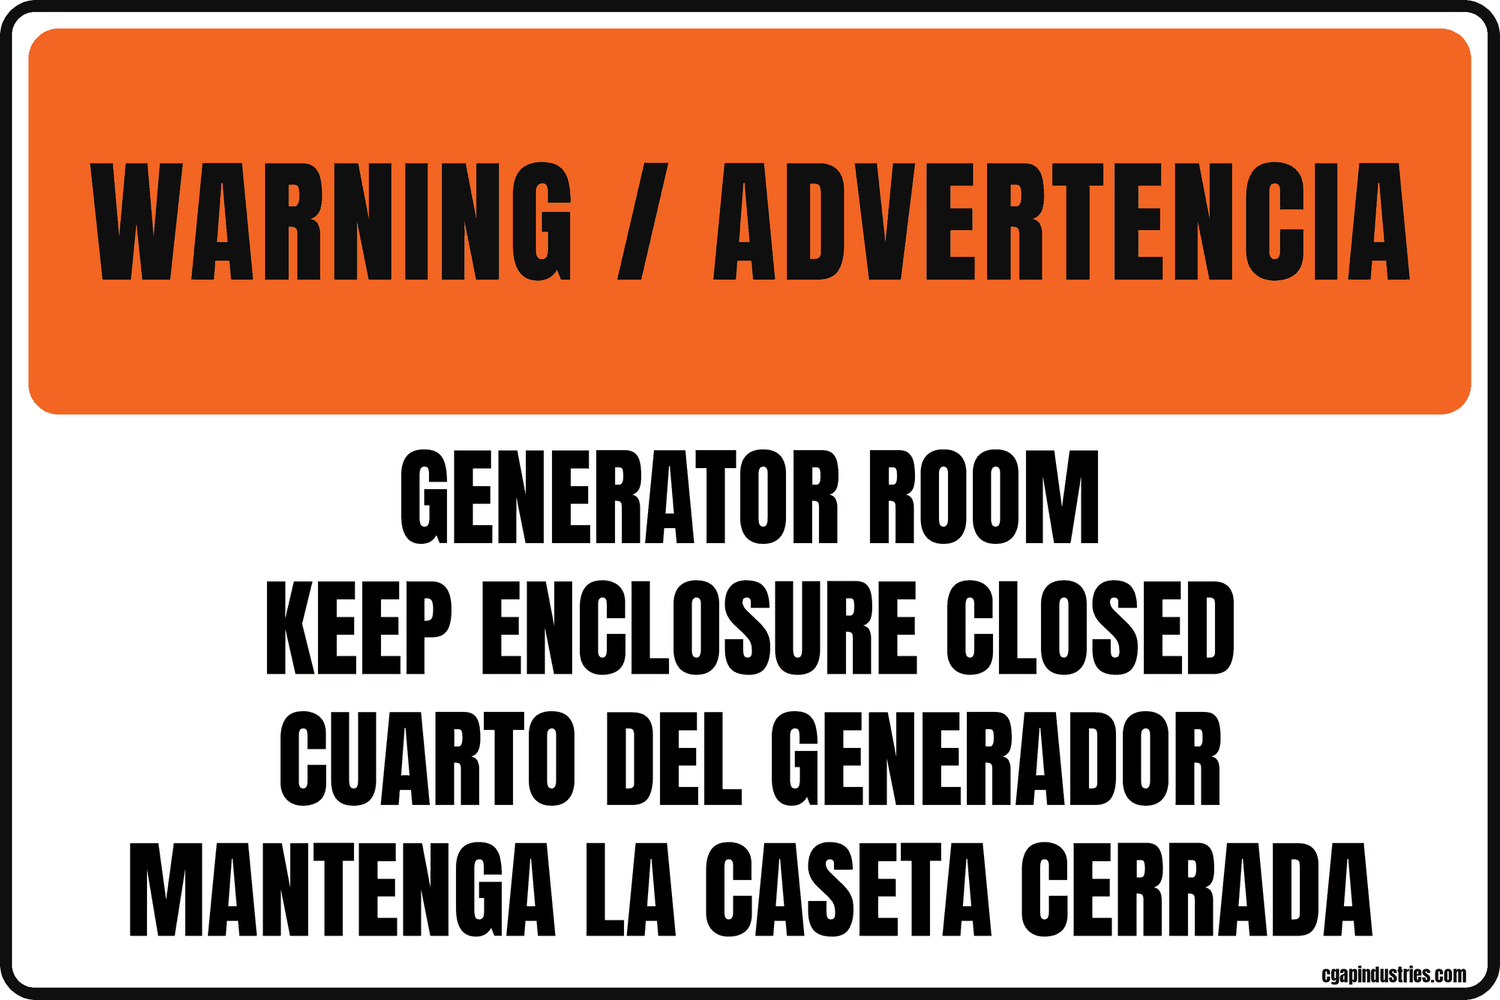 WARNING / ADVERTENCIA
GENERATOR ROOM
KEEP ENCLOSURE CLOSED
CUARTO DEL GENERADOR
MANTENGA LA CASETA CERRADA
cgapindustries.com